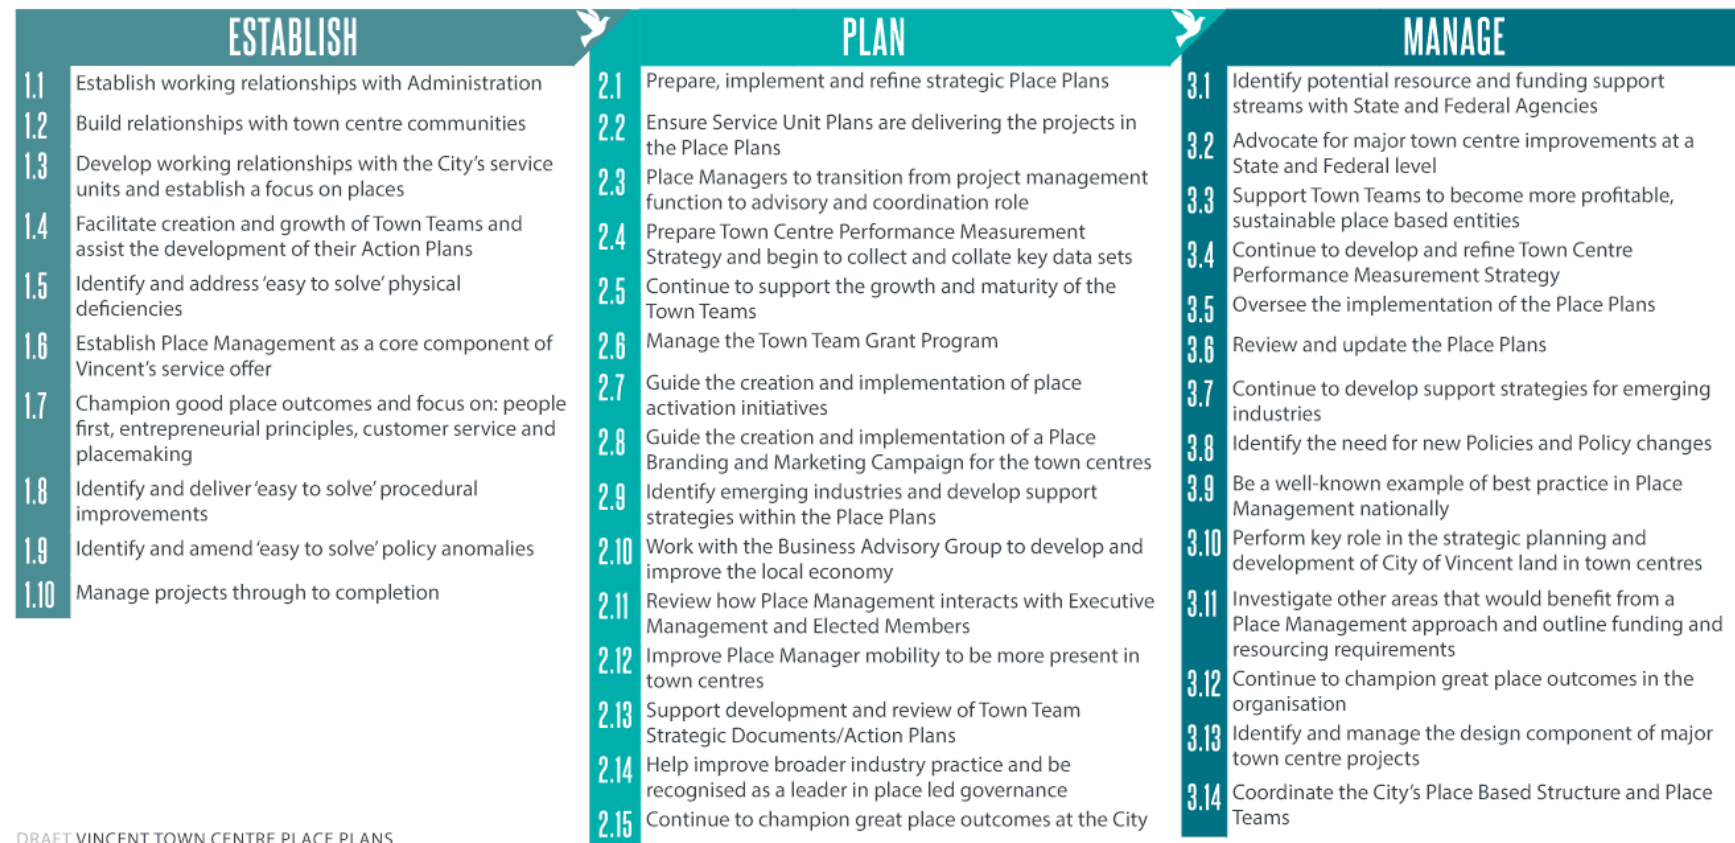 ESTABLISH
1.1 Establish working relationships with Administration
1.2 Build relationships with town centre communities
1.3 Develop working relationships with the City's service
units and establish a focus on places
1.4 Facilitate creation and growth of Town Teams and
assist the development of their Action Plans
1.5 Identify and address 'easy to solve' physical
deficiencies
1.6 Establish Place Management as a core component of
Vincent's service offer
1.7 Champion good place outcomes and focus on: people
first, entrepreneurial principles, customer service and
placemaking
1.8 Identify and deliver 'easy to solve' procedural
improvements
1.9 Identify and amend 'easy to solve' policy anomalies
1.10 Manage projects through to completion
PLAN
2.1 Prepare, implement and refine strategic Place Plans
2.2 Ensure Service Unit Plans are delivering the projects in
the Place Plans
2.3 Place Managers to transition from project management
function to advisory and coordination role
2.4 Prepare Town Centre Performance Measurement
Strategy and begin to collect and collate key data sets
2.5 Continue to support the growth and maturity of the
Town Teams
2.6 Manage the Town Team Grant Program
2.7 Guide the creation and implementation of place
activation initiatives
2.8 Guide the creation and implementation of a Place
Branding and Marketing Campaign for the town centres
2.9 Identify emerging industries and develop support
strategies within the Place Plans
2.10 Work with the Business Advisory Group to develop and
improve the local economy
2.11 Review how Place Management interacts with Executive
Management and Elected Members
2.12 Improve Place Manager mobility to be more present in
town centres
2.13 Support development and review of Town Team
Strategic Documents/Action Plans
2.14 Help improve broader industry practice and be
recognised as a leader in place led governance
2.15 Continue to champion great place outcomes at the City
MANAGE
3.1 Identify potential resource and funding support
streams with State and Federal Agencies
3.2 Advocate for major town centre improvements at a
State and Federal level
3.3 Support Town Teams to become more profitable,
sustainable place based entities
3.4 Continue to develop and refine Town Centre
Performance Measurement Strategy
3.5 Oversee the implementation of the Place Plans
3.6 Review and update the Place Plans
3.7 Continue to develop support strategies for emerging
industries
3.8 Identify the need for new Policies and Policy changes
3.9 Be a well-known example of best practice in Place
Management nationally
3.10 Perform key role in the strategic planning and
development of City of Vincent land in town centres
3.11 Investigate other areas that would benefit from a
Place Management approach and outline funding and
resourcing requirements
3.12 Continue to champion great place outcomes in the
organisation
3.13 Identify and manage the design component of major
town centre projects
3.14 Coordinate the City's Place Based Structure and Place
Teams
DRAFT VINCENT TOWN CENTRE PLACE PLANS